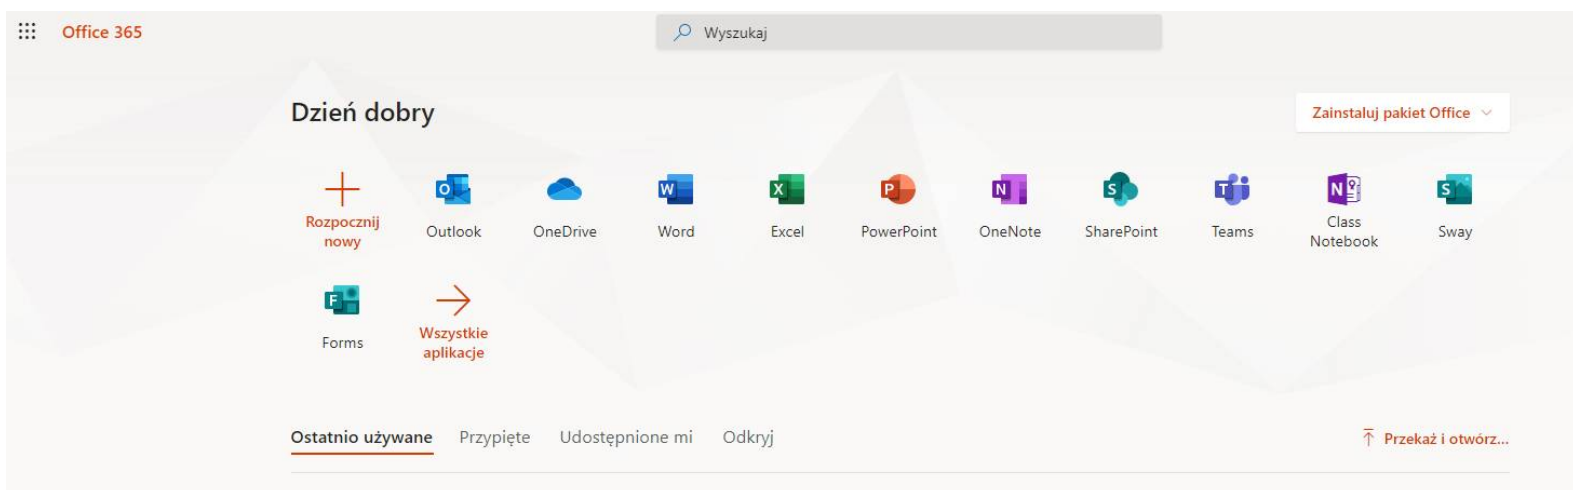 Office 365
Wyszukaj
Dzień dobry
Zainstaluj pakiet Office
Rozpocznij
nowy
Outlook
OneDrive
Word
Excel
PowerPoint
OneNote
SharePoint
Teams
Class
Notebook
Sway
Forms
Wszystkie
aplikacje
Ostatnio używane Przypięte Udostępnione mi Odkryj
Przekaż i otwórz...